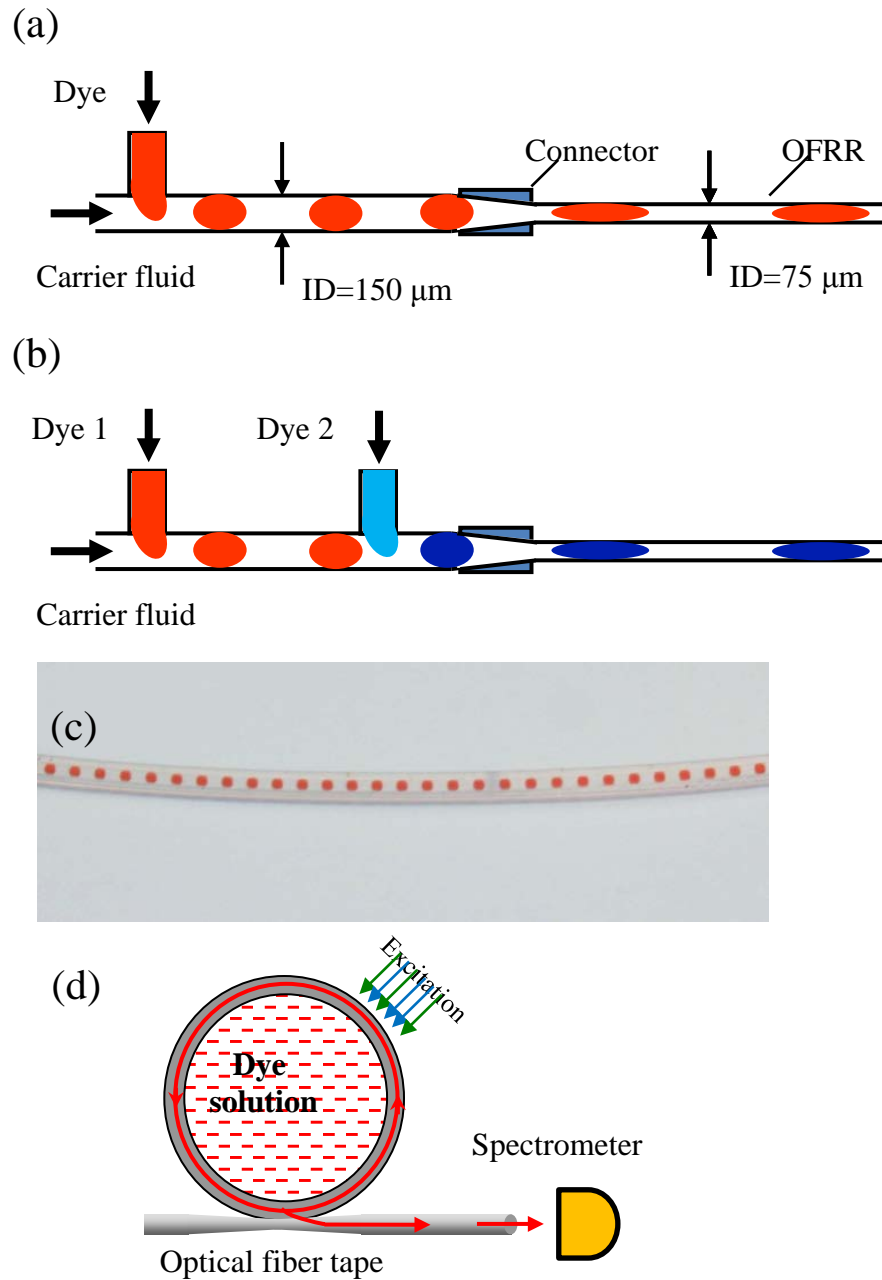 (a)
Dye
Connector
OFRR
Carrier fluid
ID=150 μm
ID=75 μm
(b)
Dye 1
Dye 2
Carrier fluid
(c)
(d)
Excitation
Dye
solution
Spectrometer
Optical fiber tape